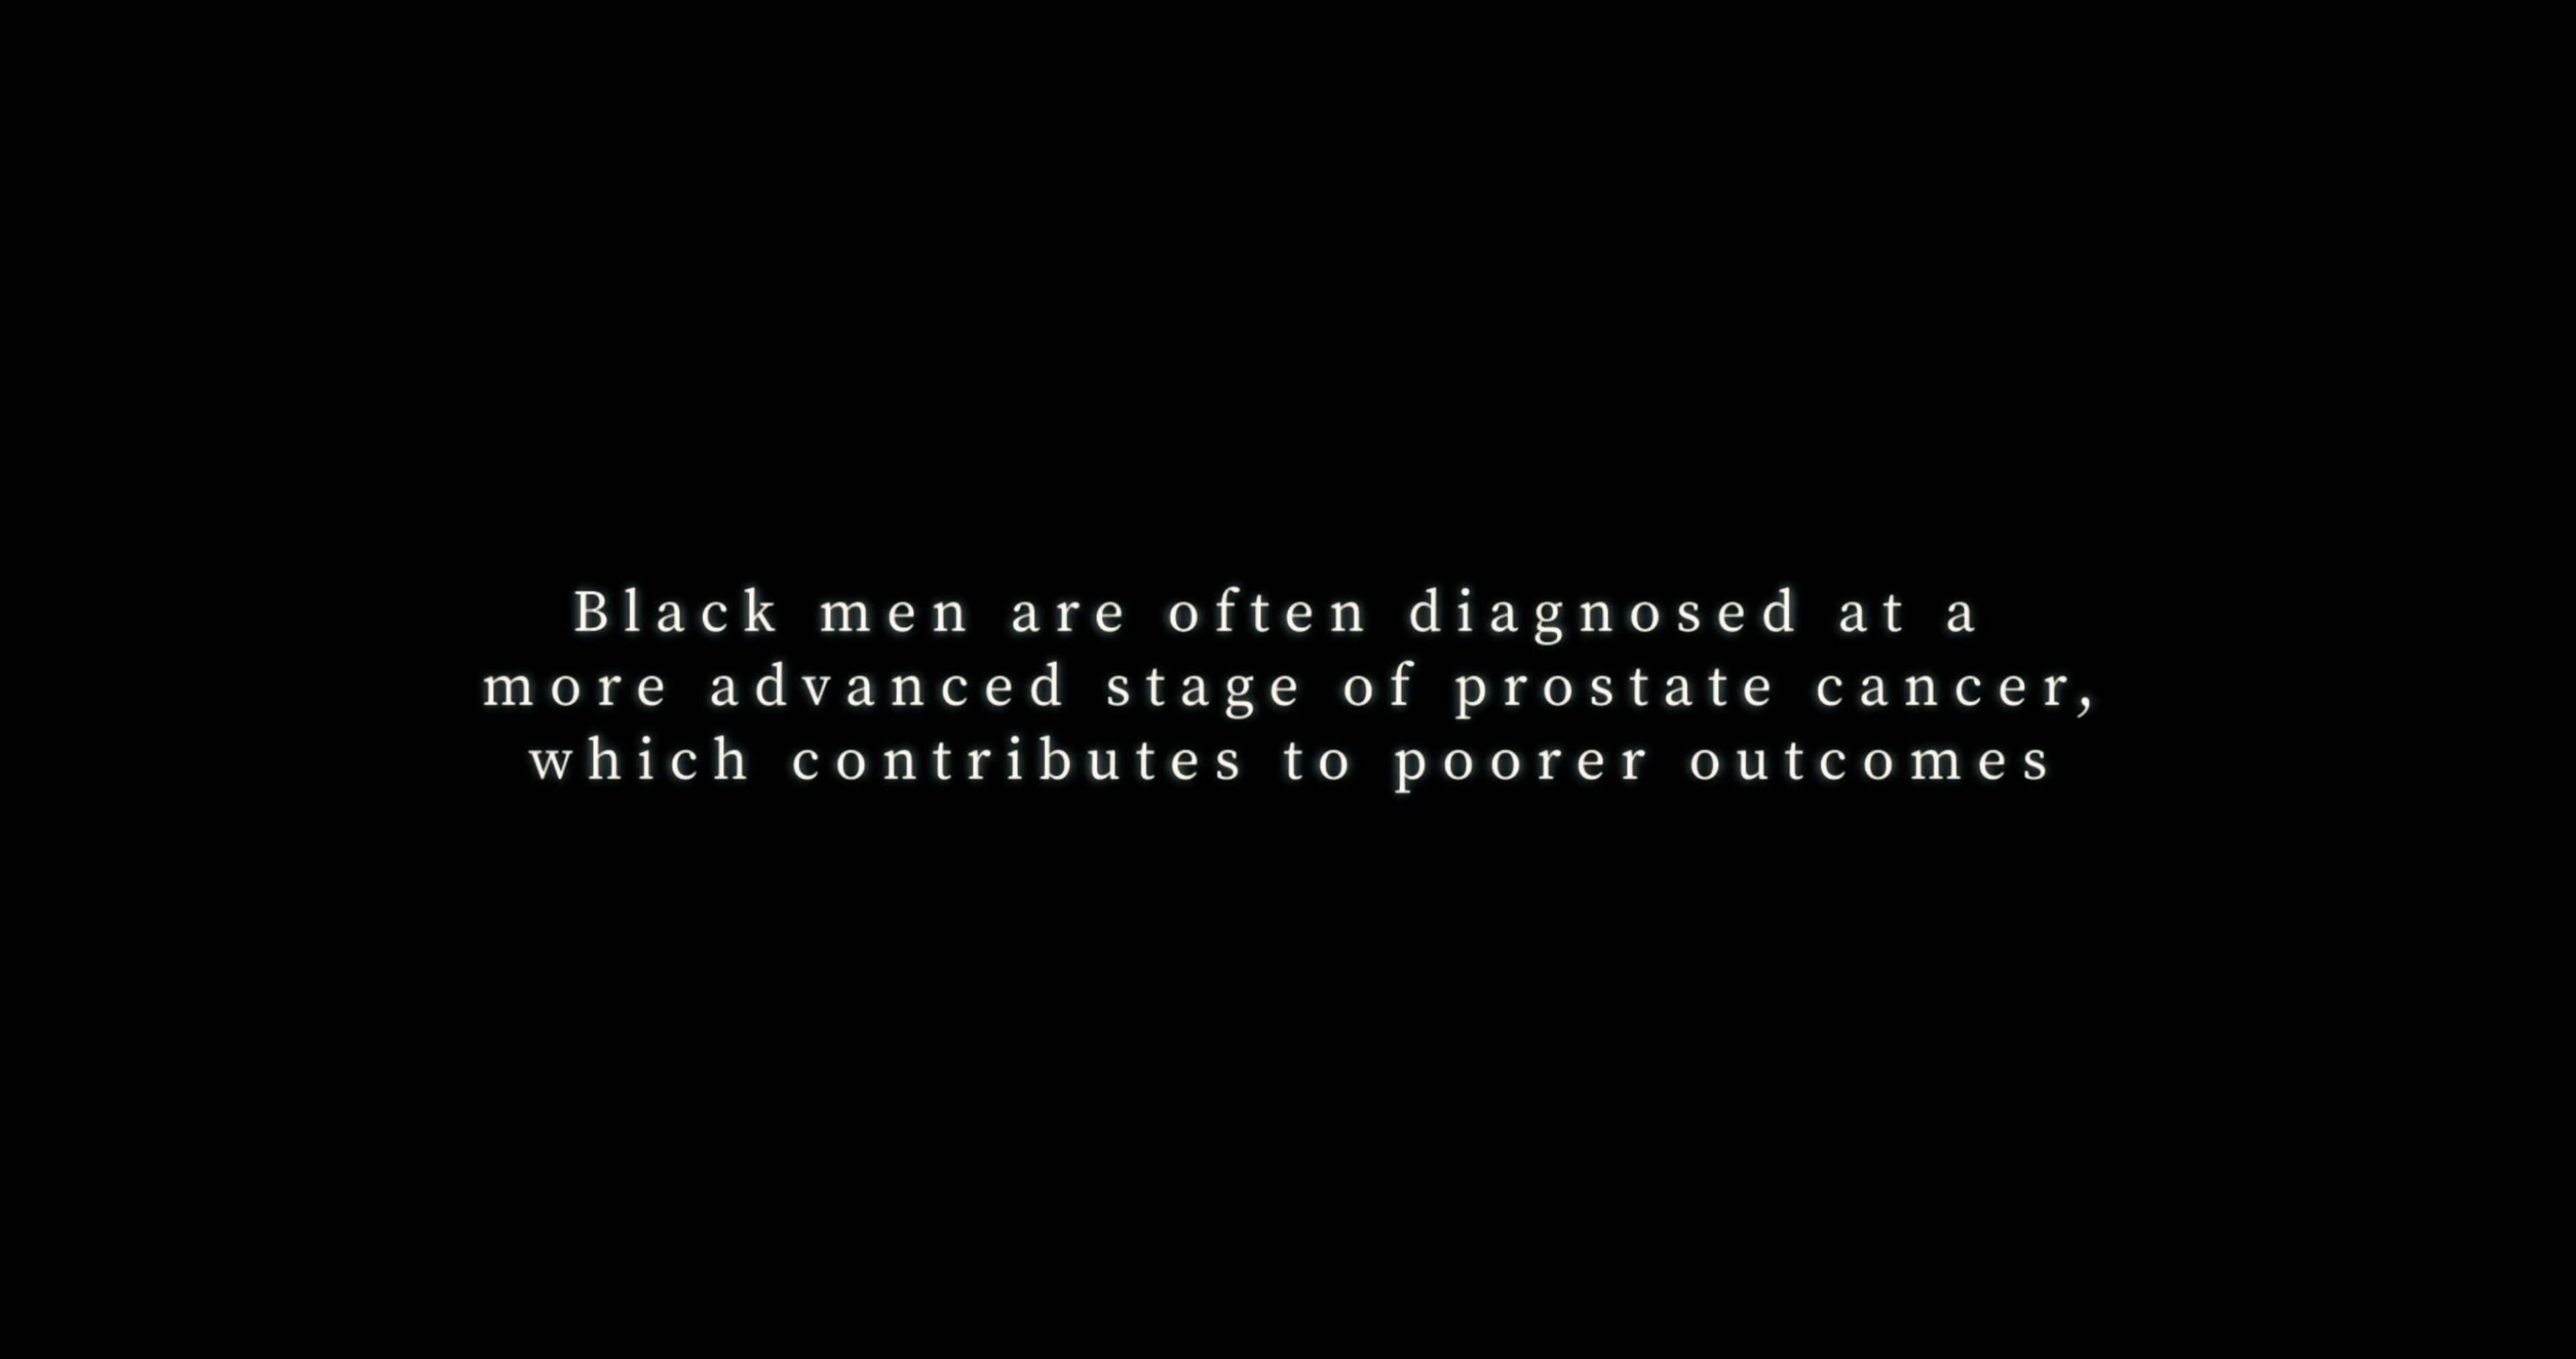 Black men are often diagnosed at a
more advanced stage of prostate cancer,
which contributes to poorer outcomes